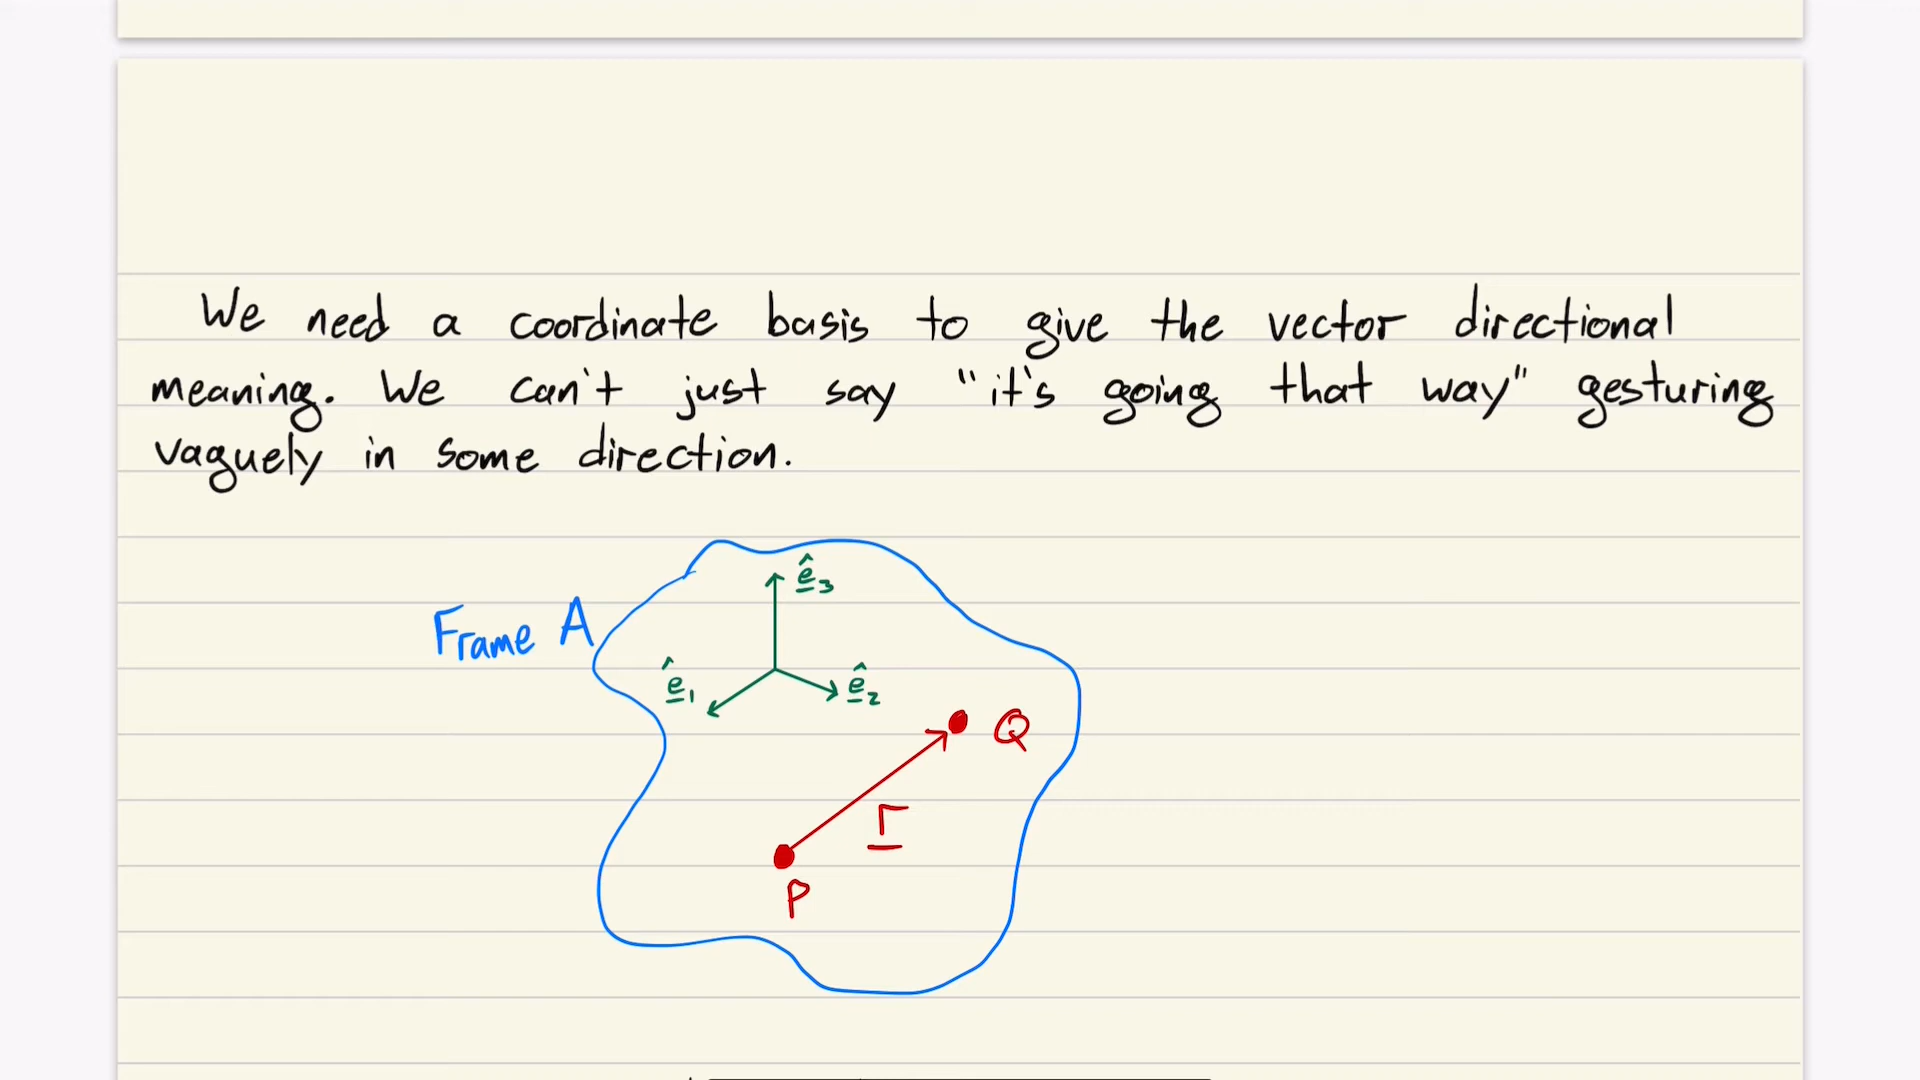 We need a coordinate basis to give the vector directional
meaning. We can't just say "it's going that way" gesturing
vaguely in some direction.
ê₃
Frame A
ê₁ ê₂
Q
r
P